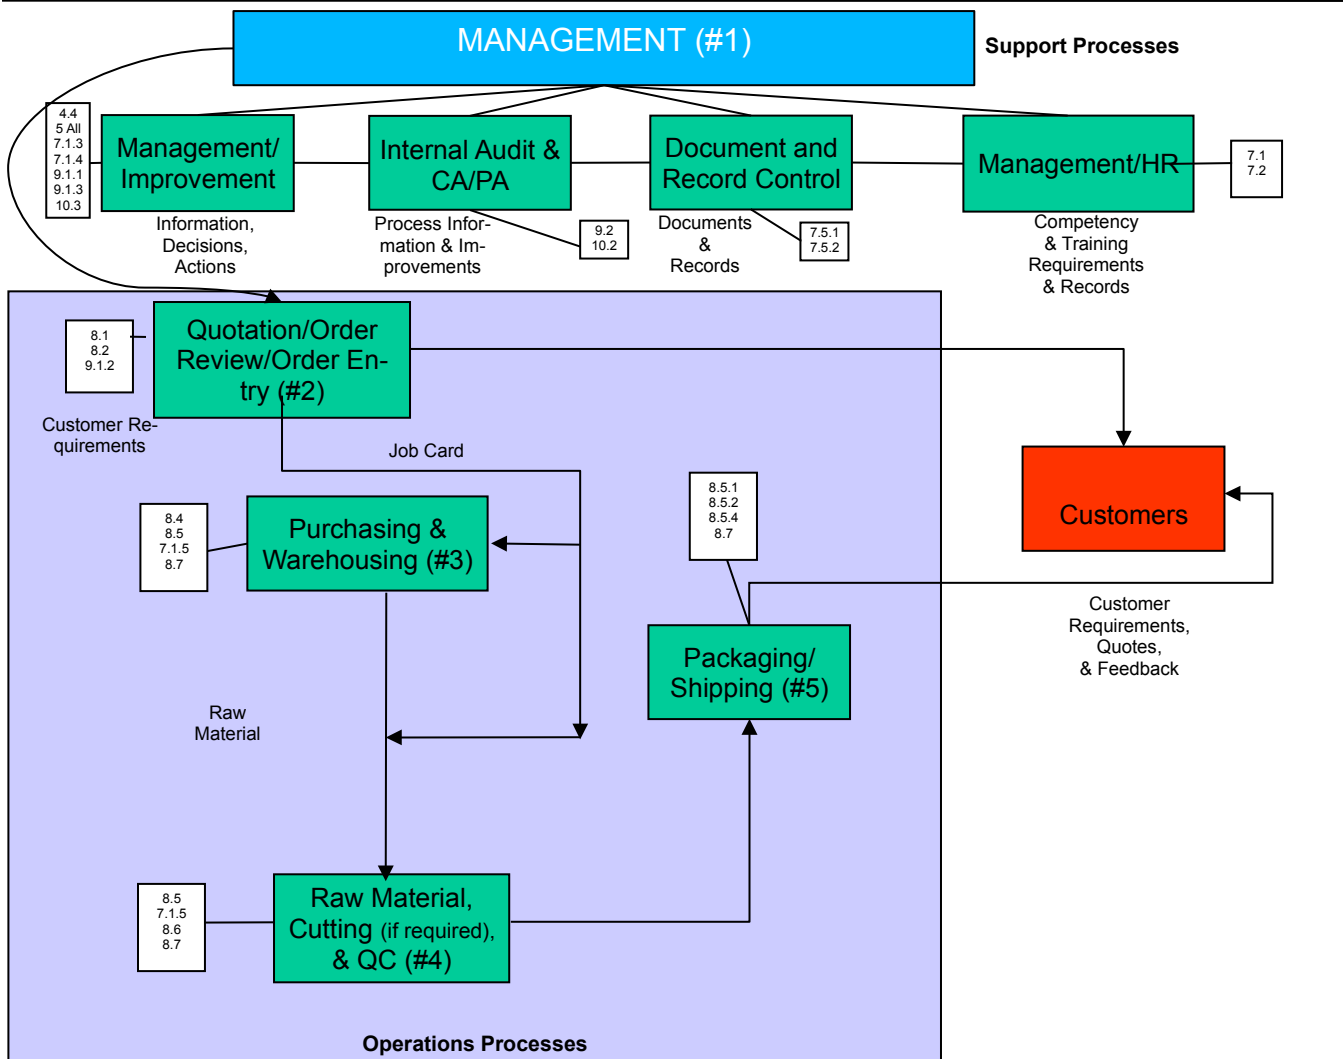 MANAGEMENT (#1)
Support Processes
4.4
5 All
7.1.3
7.1.4
9.1.1
9.1.3
10.3
Management/
Improvement
Internal Audit &
CA/PA
Document and
Record Control
Management/HR
7.1
7.2
Information,
Decisions,
Actions
Process Infor-
mation & Im-
provements
9.2
10.2
Documents
&
Records
7.5.1
7.5.2
Competency
& Training
Requirements
& Records
8.1
8.2
9.1.2
Quotation/Order
Review/Order En-
try (#2)
Customer Re-
quirements
Job Card
8.4
8.5
7.1.5
8.7
Purchasing &
Warehousing (#3)
8.5.1
8.5.2
8.5.4
8.7
Customers
Packaging/
Shipping (#5)
Customer
Requirements,
Quotes,
& Feedback
Raw
Material
8.5
7.1.5
8.6
8.7
Raw Material,
Cutting (if required),
& QC (#4)
Operations Processes